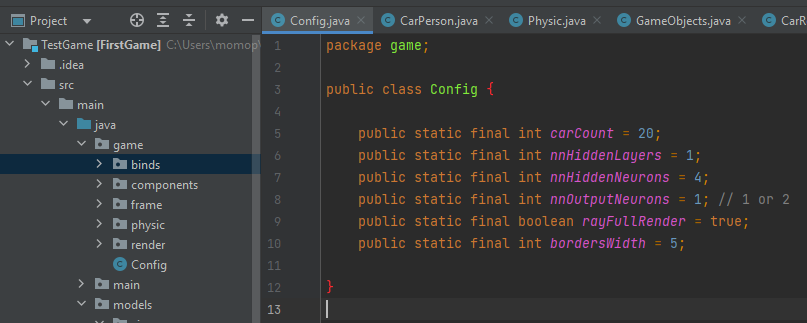 Project
Config.java
CarPerson.java
Physic.java
GameObjects.java
CarR
TestGame [FirstGame] C:\Users\momop\
.idea
src
main
java
game
binds
components
frame
physic
render
Config
main
models
1 package game;
2
3 public class Config {
4
5 public static final int carCount = 20;
6 public static final int nnHiddenLayers = 1;
7 public static final int nnHiddenNeurons = 4;
8 public static final int nnOutputNeurons = 1; // 1 or 2
9 public static final boolean rayFullRender = true;
10 public static final int bordersWidth = 5;
11
12 }
13